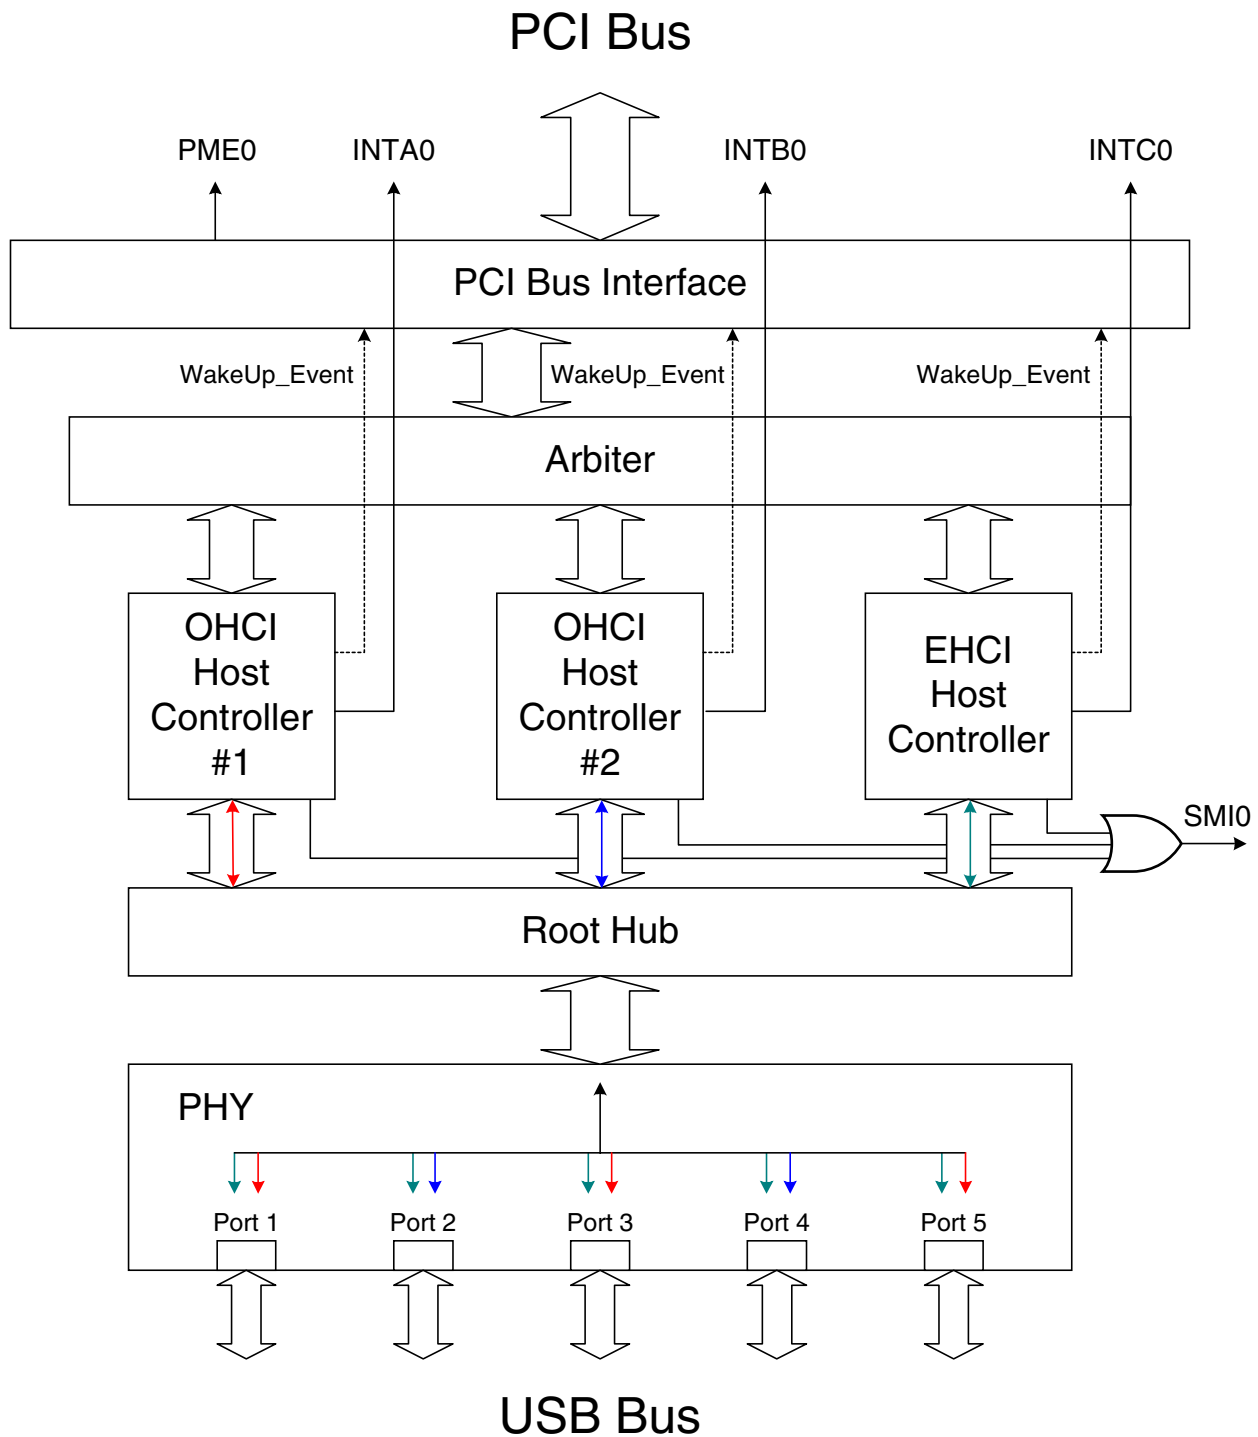 PCI Bus
PME0
INTA0
INTB0
INTC0
PCI Bus Interface
WakeUp_Event
WakeUp_Event
WakeUp_Event
Arbiter
OHCI
Host
Controller
#1
OHCI
Host
Controller
#2
EHCI
Host
Controller
SMI0
Root Hub
PHY
Port 1
Port 2
Port 3
Port 4
Port 5
USB Bus